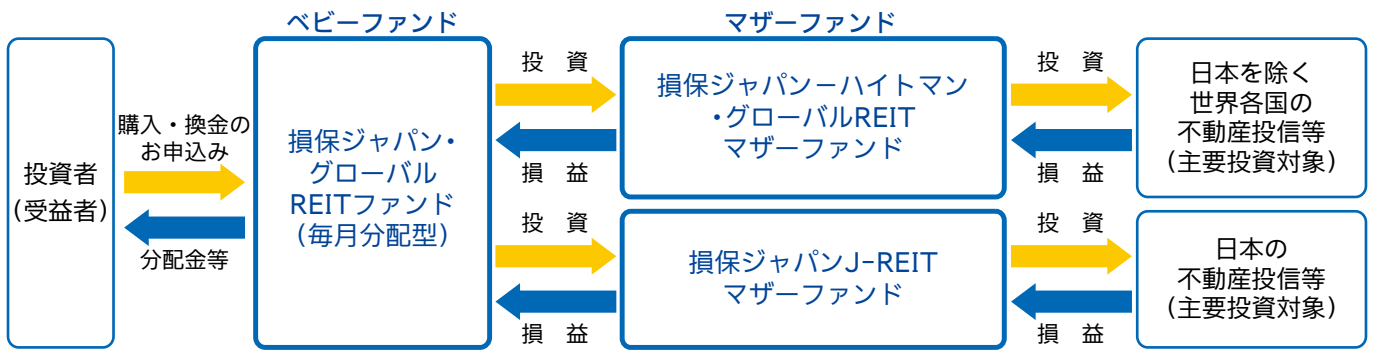 ベビーファンド
マザーファンド
投資者
（受益者）
購入・換金の
お申込み
分配金等
損保ジャパン・
グローバル
REITファンド
（毎月分配型）
投　資
損　益
投　資
損　益
損保ジャパン－ハイトマン
・グローバルREIT
マザーファンド
損保ジャパンJ-REIT
マザーファンド
投　資
損　益
投　資
損　益
日本を除く
世界各国の
不動産投信等
（主要投資対象）
日本の
不動産投信等
（主要投資対象）